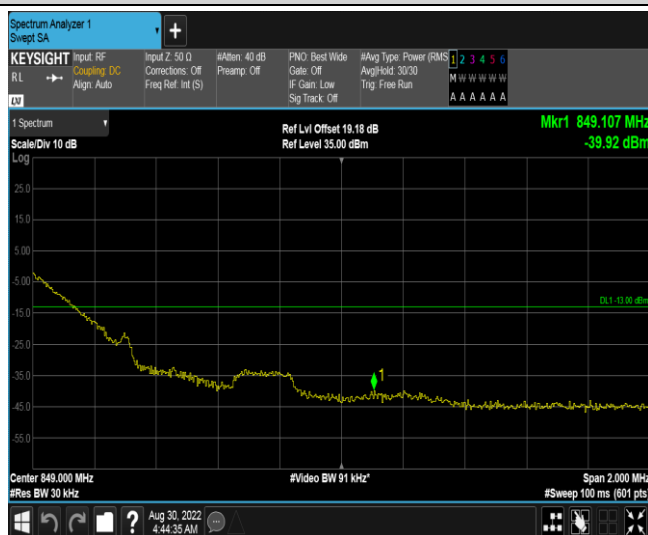 Spectrum Analyzer 1
Swept SA
+
KEYSIGHT
RL
LXI
Input: RF
Coupling: DC
Align: Auto
Input Z: 50 Ω
Corrections: Off
Freq Ref: Int (S)
#Atten: 40 dB
Preamp: Off
PNO: Best Wide
Gate: Off
IF Gain: Low
Sig Track: Off
#Avg Type: Power (RMS
Avg|Hold: 30/30
Trig: Free Run
1 2 3 4 5 6
M W W W W W
A A A A A A
1 Spectrum
Scale/Div 10 dB
Log
Ref Lvl Offset 19.18 dB
Ref Level 35.00 dBm
Mkr1 849.107 MHz
-39.92 dBm
25.0
15.0
5.00
-5.00
-15.0
-25.0
-35.0
-45.0
-55.0
DL1 -13.00 dBm
1
Center 849.000 MHz
#Res BW 30 kHz
#Video BW 91 kHz*
Span 2.000 MHz
#Sweep 100 ms (601 pts)
?
Aug 30, 2022
4:44:35 AM